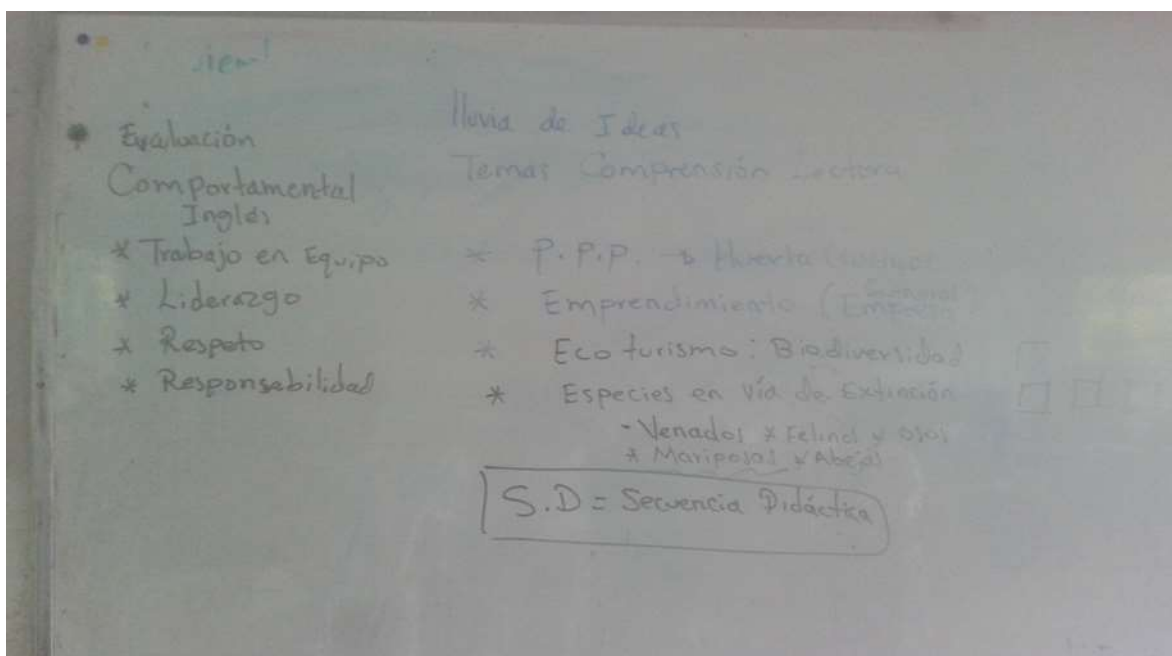 * Evaluación
Comportamental
Inglés
* Trabajo en Equipo
* Liderazgo
* Respeto
* Responsabilidad
lluvia de Ideas
Temas Comprensión Lectora
* P.P.P. → Huerta
* Emprendimiento (
* Eco turismo: Biodiversidad
* Especies en Vía de Extinción
- Venados * Felinos y Osos
* Mariposas y Abejas
S.D = Secuencia Didáctica